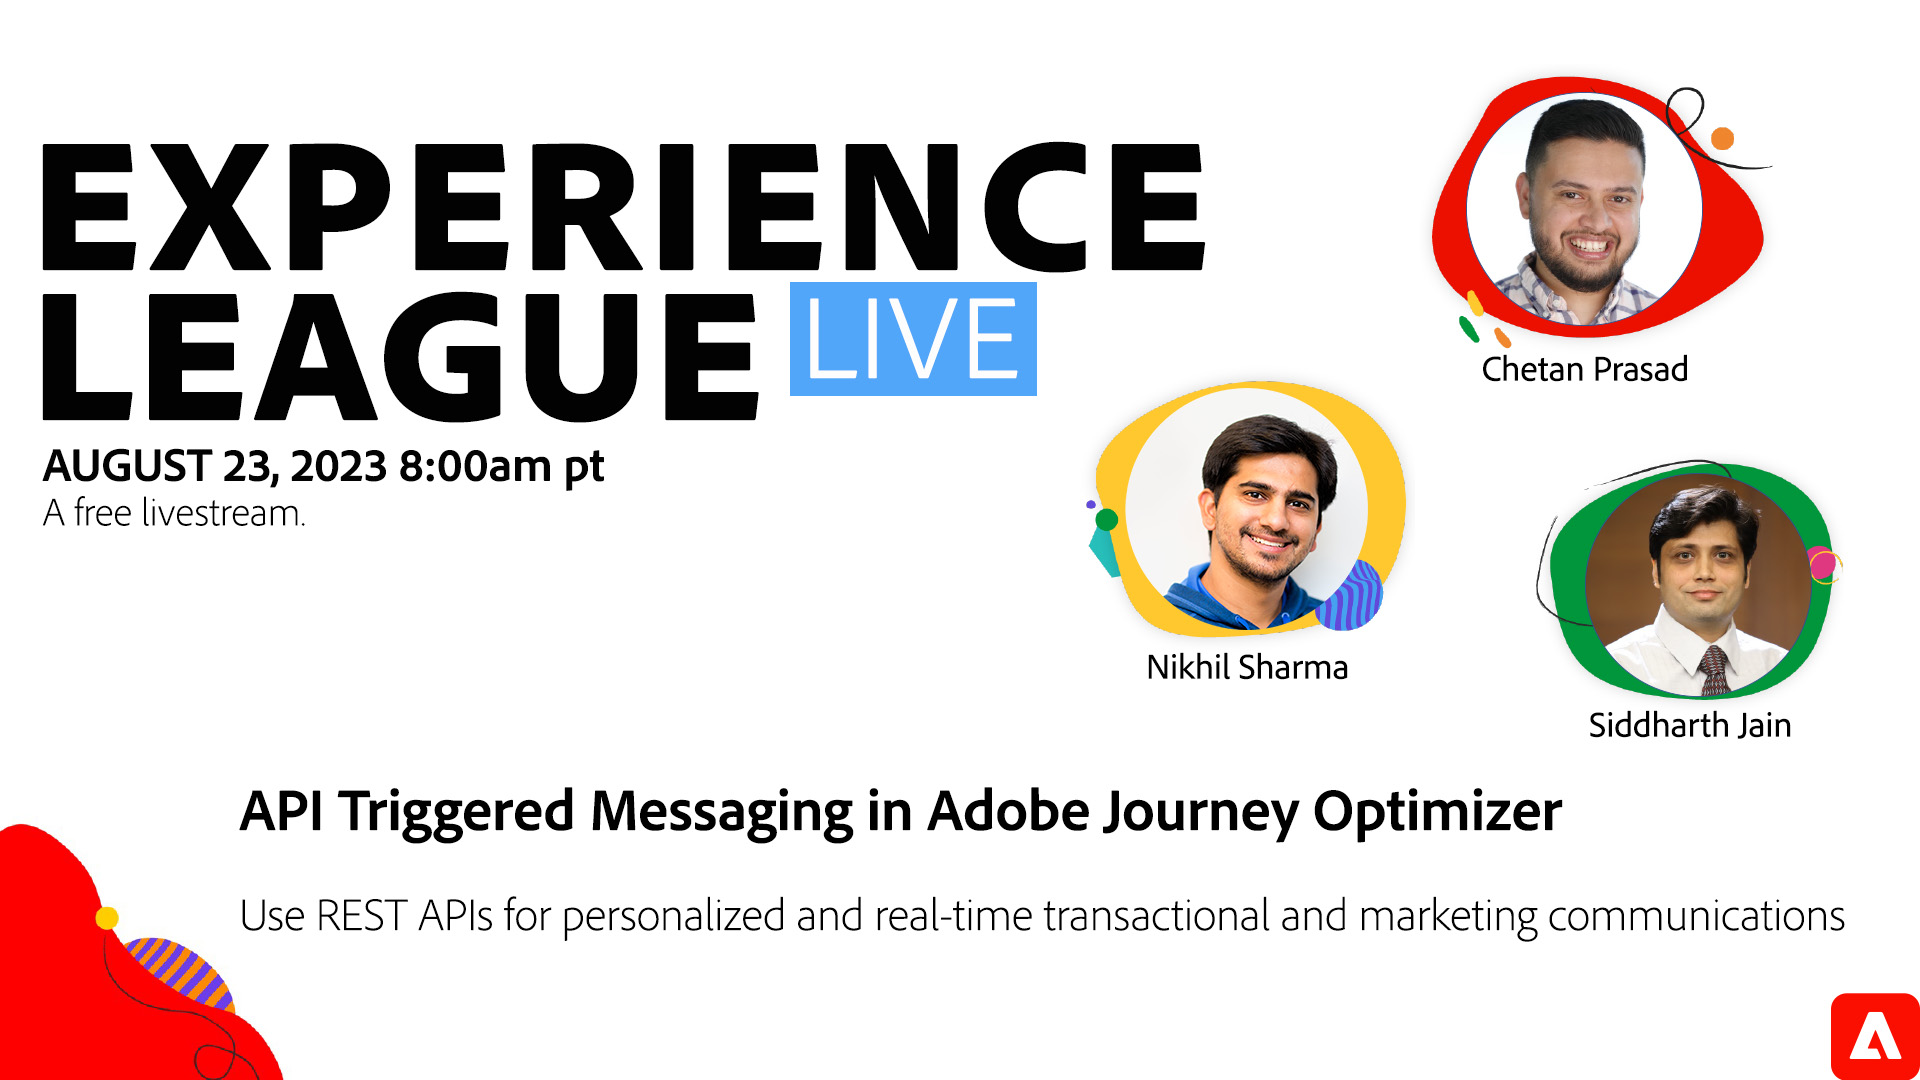 EXPERIENCE
LEAGUE LIVE
AUGUST 23, 2023 8:00am pt
A free livestream.
Chetan Prasad
Nikhil Sharma
Siddharth Jain
API Triggered Messaging in Adobe Journey Optimizer
Use REST APIs for personalized and real-time transactional and marketing communications